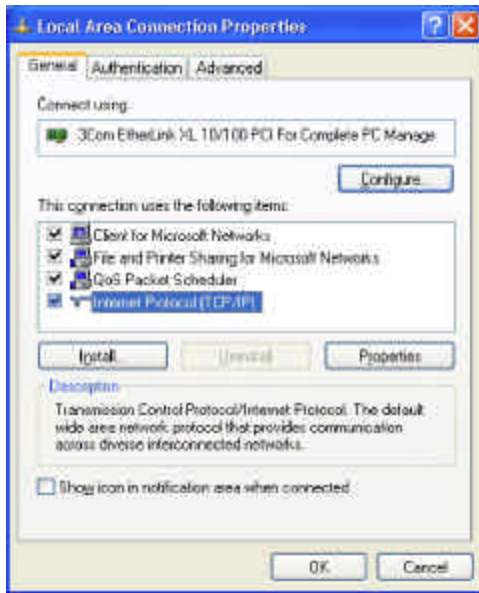 Local Area Connection Properties
General Authentication Advanced
Connect using:
3Com EtherLink XL 10/100 PCI For Complete PC Manage
Configure...
This connection uses the following items:
Client for Microsoft Networks
File and Printer Sharing for Microsoft Networks
QoS Packet Scheduler
Internet Protocol (TCP/IP)
Install... Uninstall Properties
Description
Transmission Control Protocol/Internet Protocol. The default
wide area network protocol that provides communication
across diverse interconnected networks.
Show icon in notification area when connected
OK Cancel